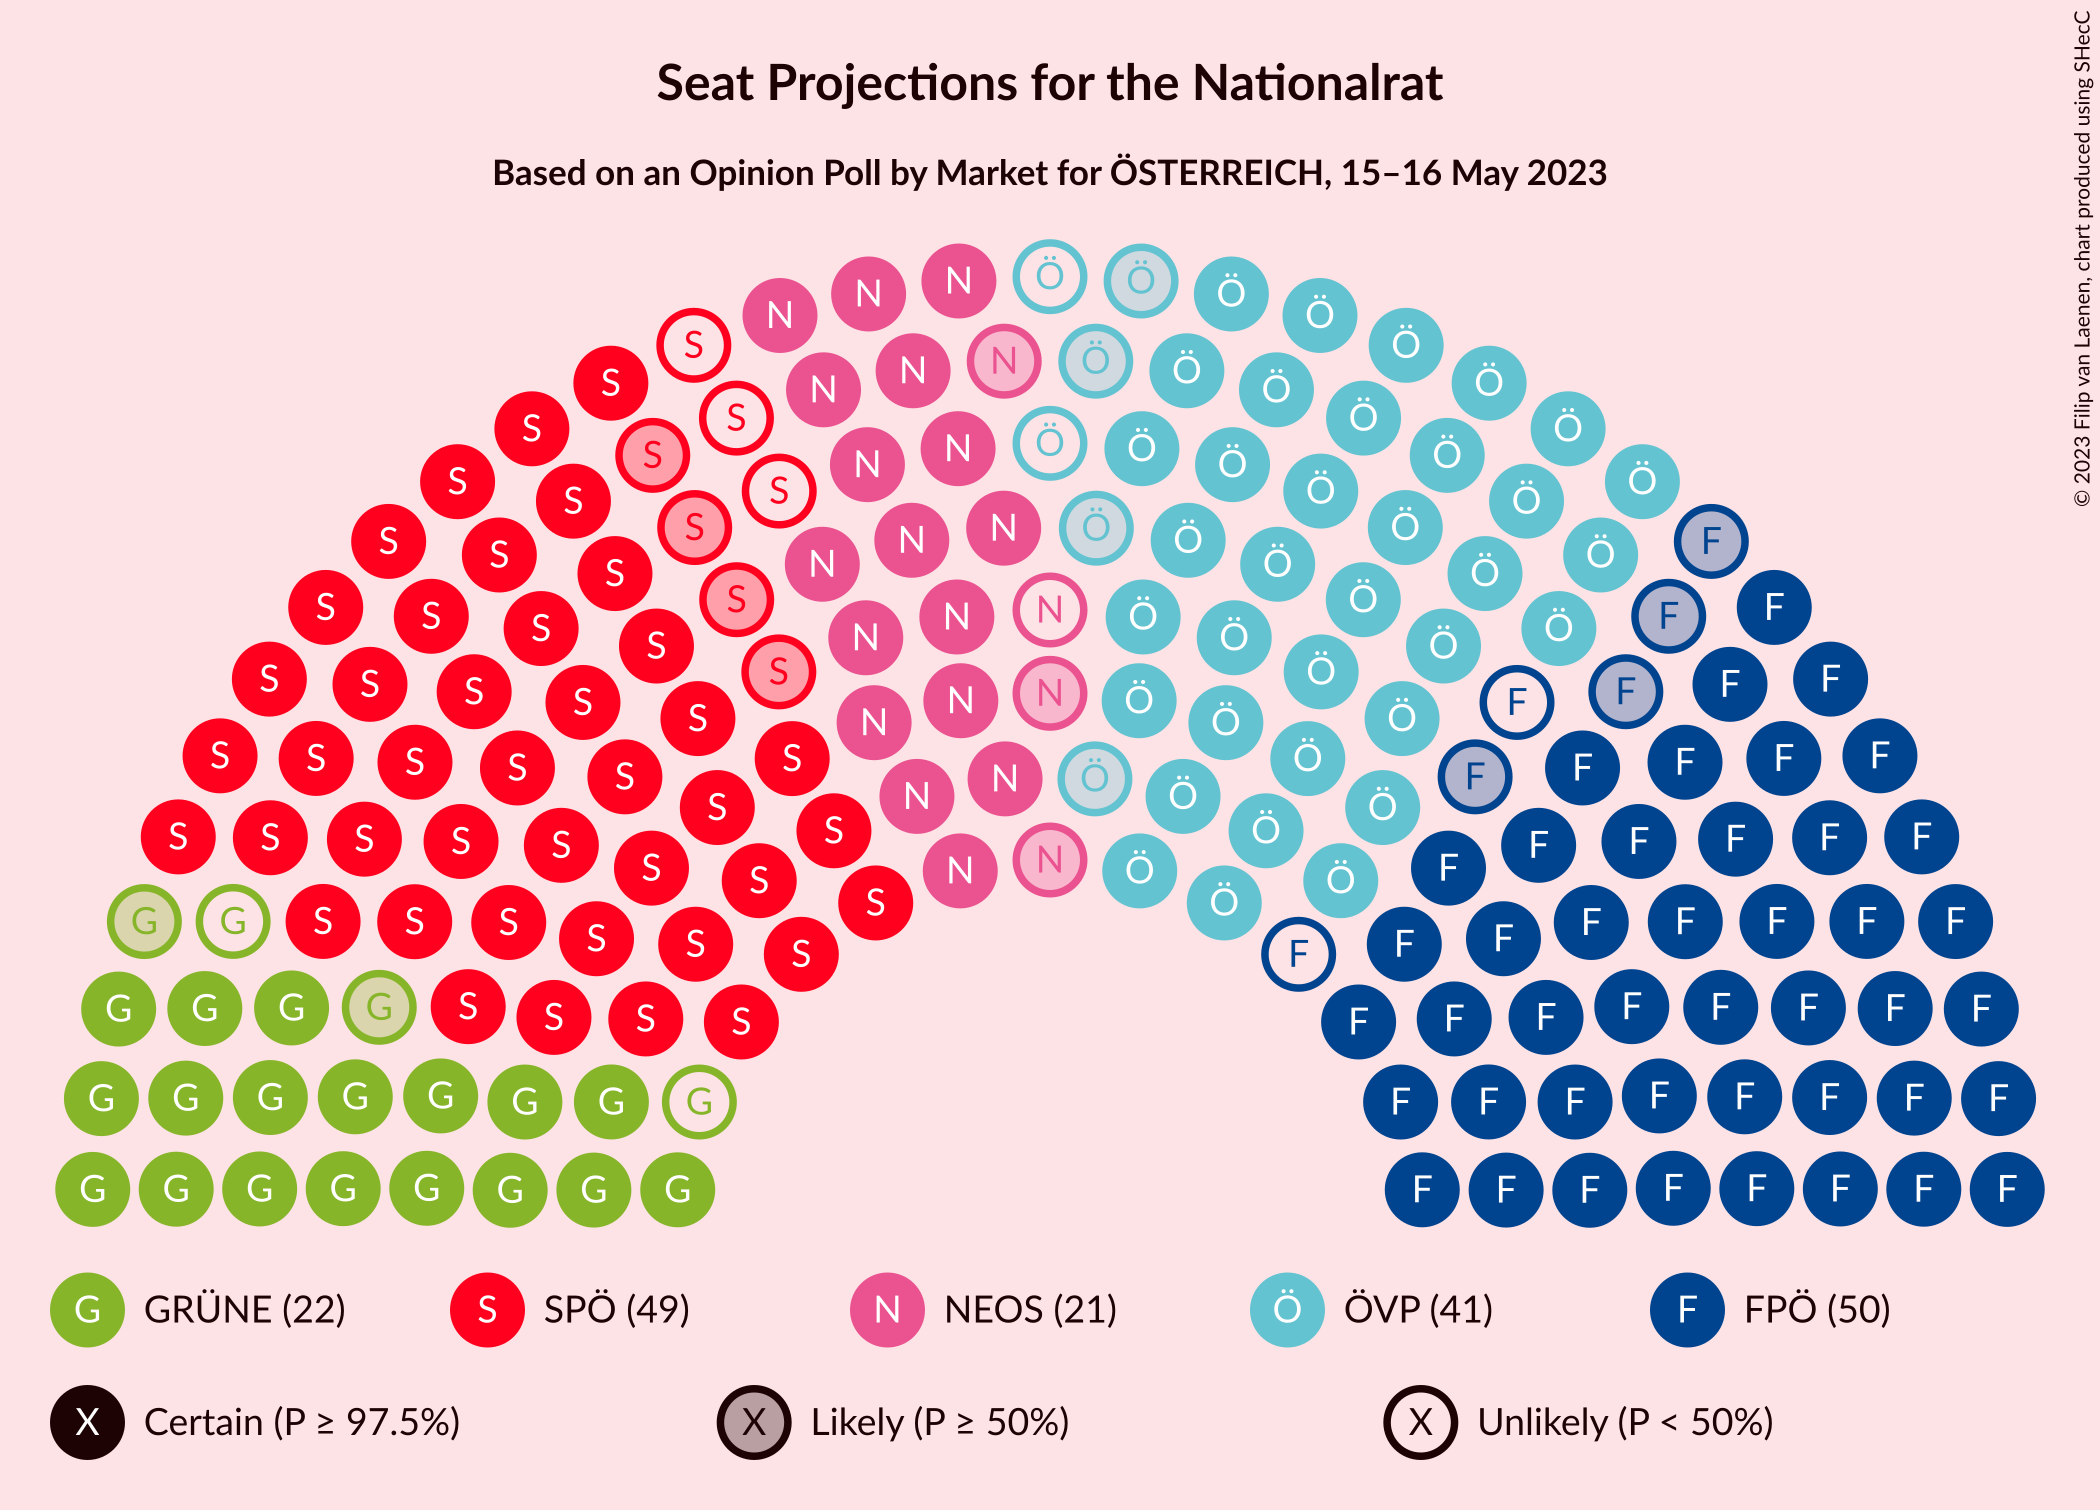 Seat Projections for the Nationalrat
Based on an Opinion Poll by Market for ÖSTERREICH, 15–16 May 2023
© 2023 Filip van Laenen, chart produced using SHecC
N N N Ö Ö Ö Ö
S N N N Ö Ö Ö Ö
S S N N Ö Ö Ö Ö Ö
S S S N N N Ö Ö Ö Ö Ö Ö
S S S S N N N Ö Ö Ö Ö Ö Ö F
S S S S S N N N Ö Ö Ö Ö Ö F F F
S S S S S S N N Ö Ö Ö Ö F F F F
S S S S S S S N N Ö Ö Ö F F F F F F
G G S S S S S S S Ö F F F F F F F F
G G G G S S S S F F F F F F F F
G G G G G G G G F F F F F F F F
G G G G G G G G F F F F F F F F
G GRÜNE (22) S SPÖ (49) N NEOS (21) Ö ÖVP (41) F FPÖ (50)
X Certain (P ≥ 97.5%) X Likely (P ≥ 50%) X Unlikely (P < 50%)